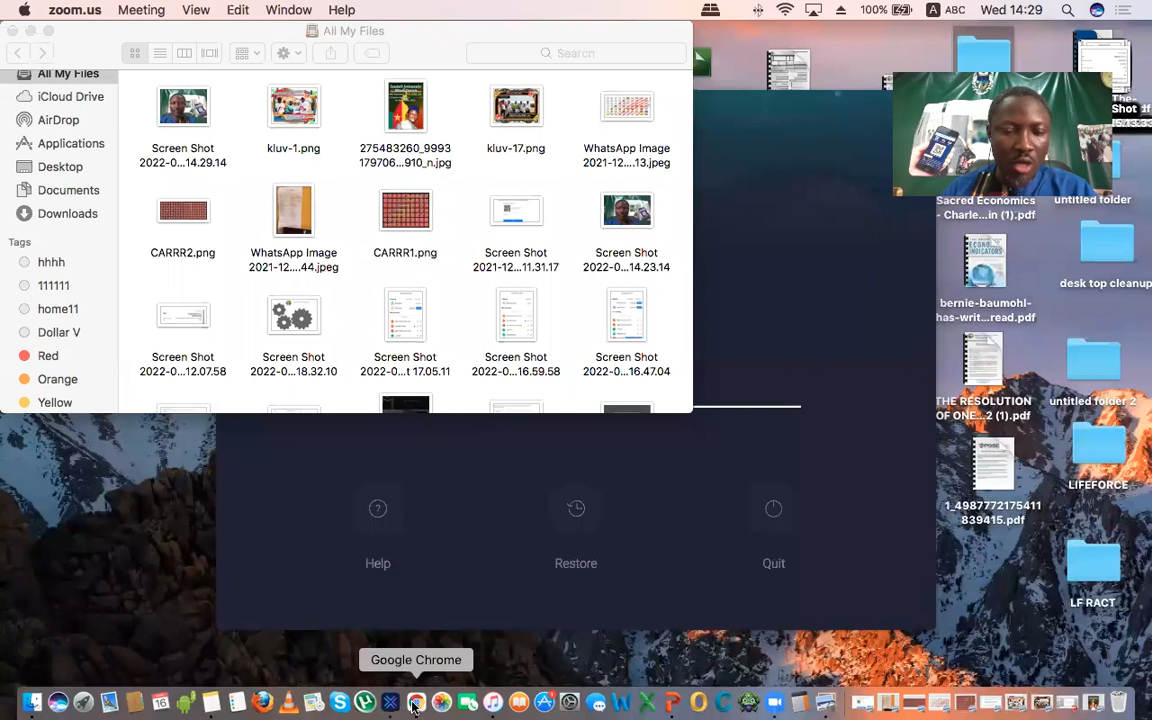 zoom.us Meeting View Edit Window Help
100% A ABC Wed 14:29
All My Files
Search
All My Files
iCloud Drive
AirDrop
Applications
Desktop
Documents
Downloads
Tags
hhhh
111111
home11
Dollar V
Red
Orange
Yellow
Screen Shot
2022-0...14.29.14
kluv-1.png
275483260_9993
179706...910_n.jpg
kluv-17.png
WhatsApp Image
2021-12...13.jpeg
CARRR2.png
WhatsApp Image
2021-12...44.jpeg
CARRR1.png
Screen Shot
2021-12...11.31.17
Screen Shot
2022-0...14.23.14
Screen Shot
2022-0...12.07.58
Screen Shot
2022-0...18.32.10
Screen Shot
2022-0...t 17.05.11
Screen Shot
2022-0...16.59.58
Screen Shot
2022-0...16.47.04
Help
Restore
Quit
Google Chrome
Sacred Economics
- Charle...in (1).pdf
untitled folder
bernie-baumohl-
has-writ...read.pdf
desk top cleanup
THE RESOLUTION
OF ONE...2 (1).pdf
untitled folder 2
1_4987772175411
839415.pdf
LIFEFORCE
LF RACT